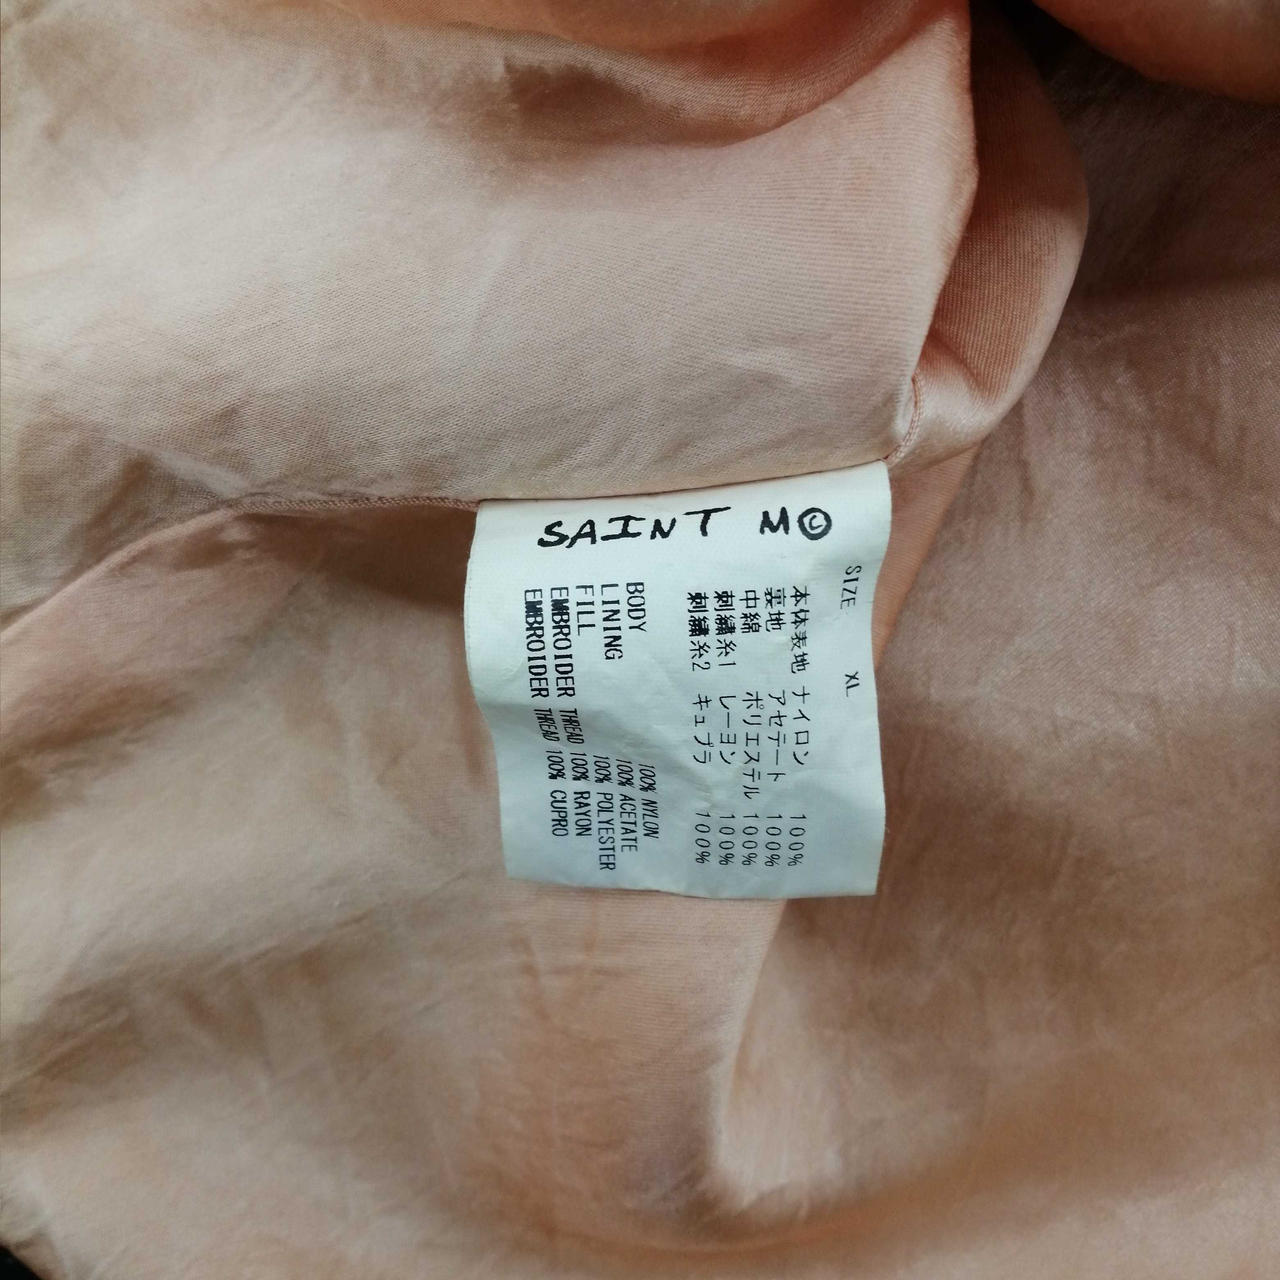 SAINT M©
SIZE XL
本体表地 ナイロン 100%
裏地 アセテート 100%
中綿 ポリエステル 100%
刺繍糸1 レーヨン 100%
刺繍糸2 キュプラ 100%
BODY 100% NYLON
LINING 100% ACETATE
FILL 100% POLYESTER
EMBROIDER THREAD 100% RAYON
EMBROIDER THREAD 100% CUPRO